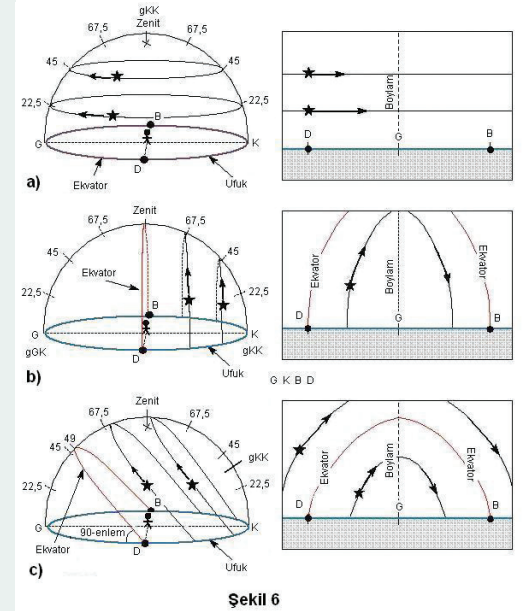 gKK
Zenit
67,5
67,5
45
45
22,5
22,5
B
G
K
D
a)
Ekvator
Ufuk
Boylam
D
G
B
Zenit
67,5
67,5
45
45
Ekvator
22,5
22,5
B
G
K
gGK
gKK
D
b)
Ufuk
Ekvator
Boylam
Ekvator
D
G
B
G K B D
Zenit
67,5
67,5
49
45
gKK
22,5
22,5
B
G
K
90-enlem
Ekvator
D
c)
Ufuk
Ekvator
Boylam
Ekvator
D
G
B
Şekil 6